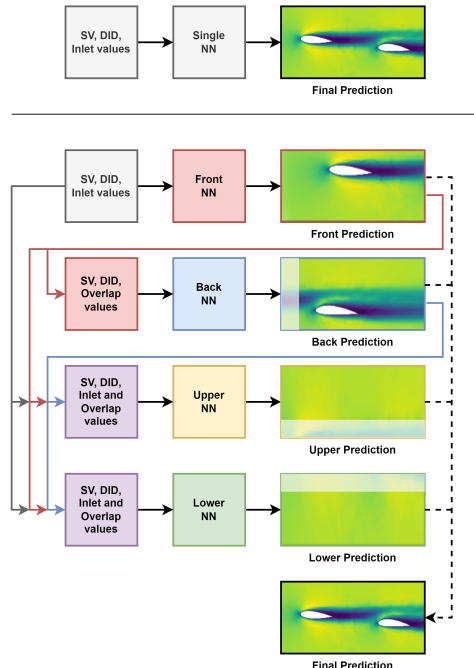 SV, DID,
Inlet values
Single
NN
Final Prediction
SV, DID,
Inlet values
Front
NN
Front Prediction
SV, DID,
Overlap
values
Back
NN
Back Prediction
SV, DID,
Inlet and
Overlap
values
Upper
NN
Upper Prediction
SV, DID,
Inlet and
Overlap
values
Lower
NN
Lower Prediction
Final Prediction